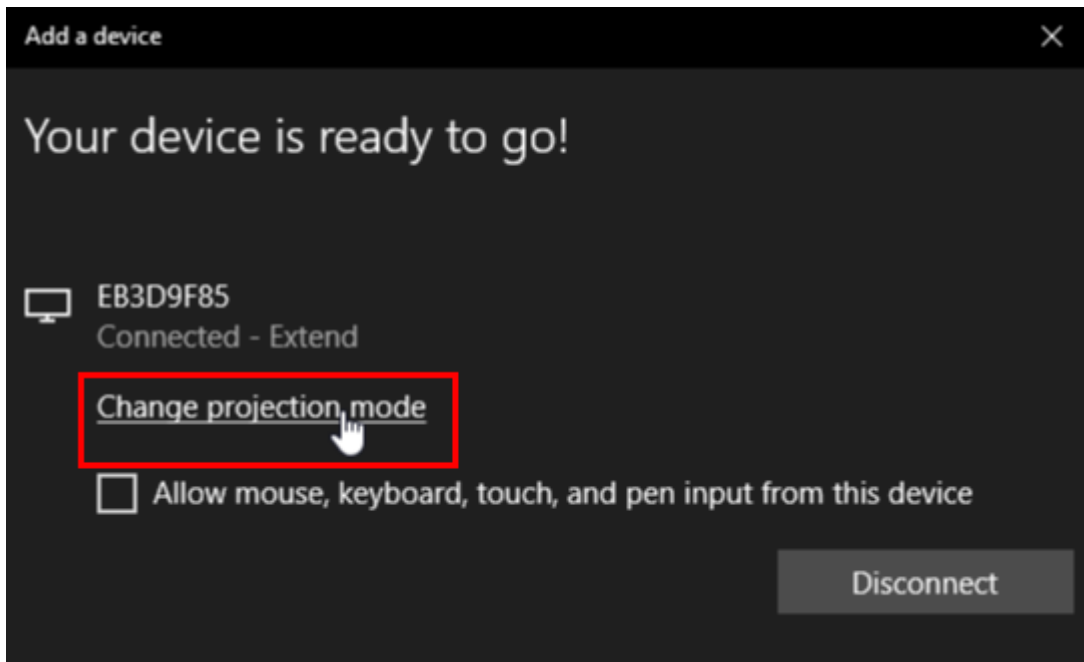 Add a device
Your device is ready to go!
EB3D9F85
Connected - Extend
Change projection mode
Allow mouse, keyboard, touch, and pen input from this device
Disconnect